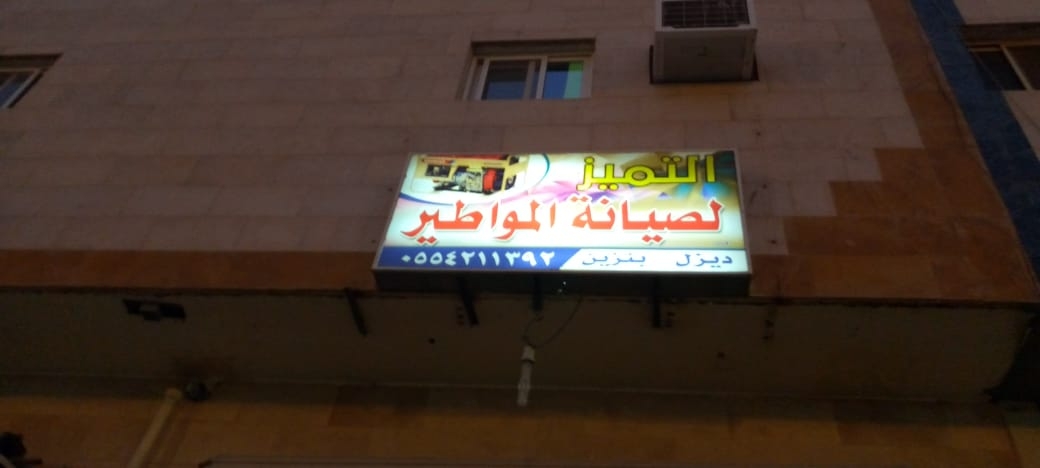 التميز
لصيانة المواطير
ديزل بنزين ٠٥٥٤٢١١٣٩٢